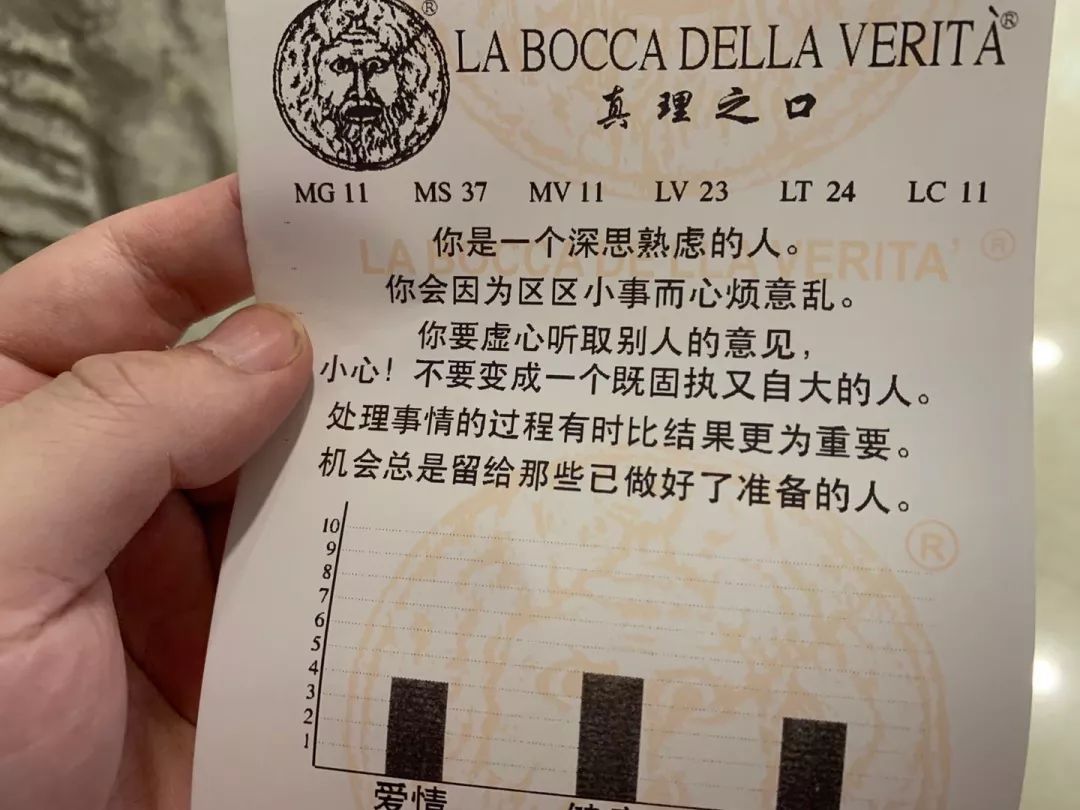 LA BOCCA DELLA VERITÀ®
真理之口
MG 11 MS 37 MV 11 LV 23 LT 24 LC 11
你是一个深思熟虑的人。
LA BOCCA DELLA VERITA' ®
你会因为区区小事而心烦意乱。
你要虚心听取别人的意见，
小心！不要变成一个既固执又自大的人。
处理事情的过程有时比结果更为重要。
机会总是留给那些已做好了准备的人。
®
10
9
8
7
6
5
4
3
2
1
爱情